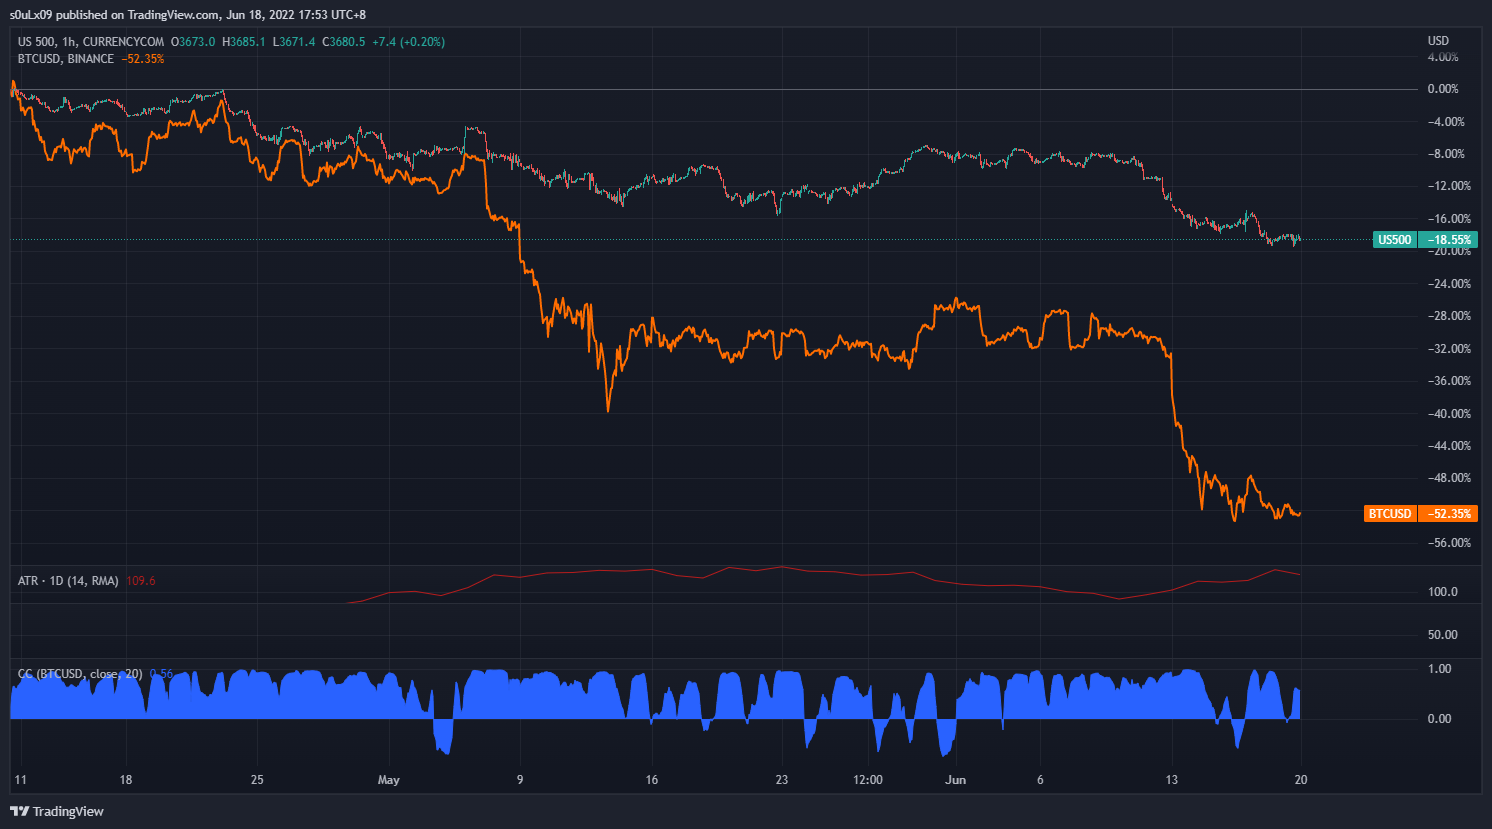 s0uLx09 published on TradingView.com, Jun 18, 2022 17:53 UTC+8
US 500, 1h, CURRENCYCOM O3673.0 H3685.1 L3671.4 C3680.5 +7.4 (+0.20%)
BTCUSD, BINANCE −52.35%
USD
4.00%
0.00%
−4.00%
−8.00%
−12.00%
−16.00%
US500 −18.55%
−20.00%
−24.00%
−28.00%
−32.00%
−36.00%
−40.00%
−44.00%
−48.00%
BTCUSD −52.35%
−56.00%
ATR · 1D (14, RMA) 109.6
100.0
50.00
CC (BTCUSD, close, 20) 0.56
1.00
0.00
11 18 25 May 9 16 23 12:00 Jun 6 13 20
TradingView